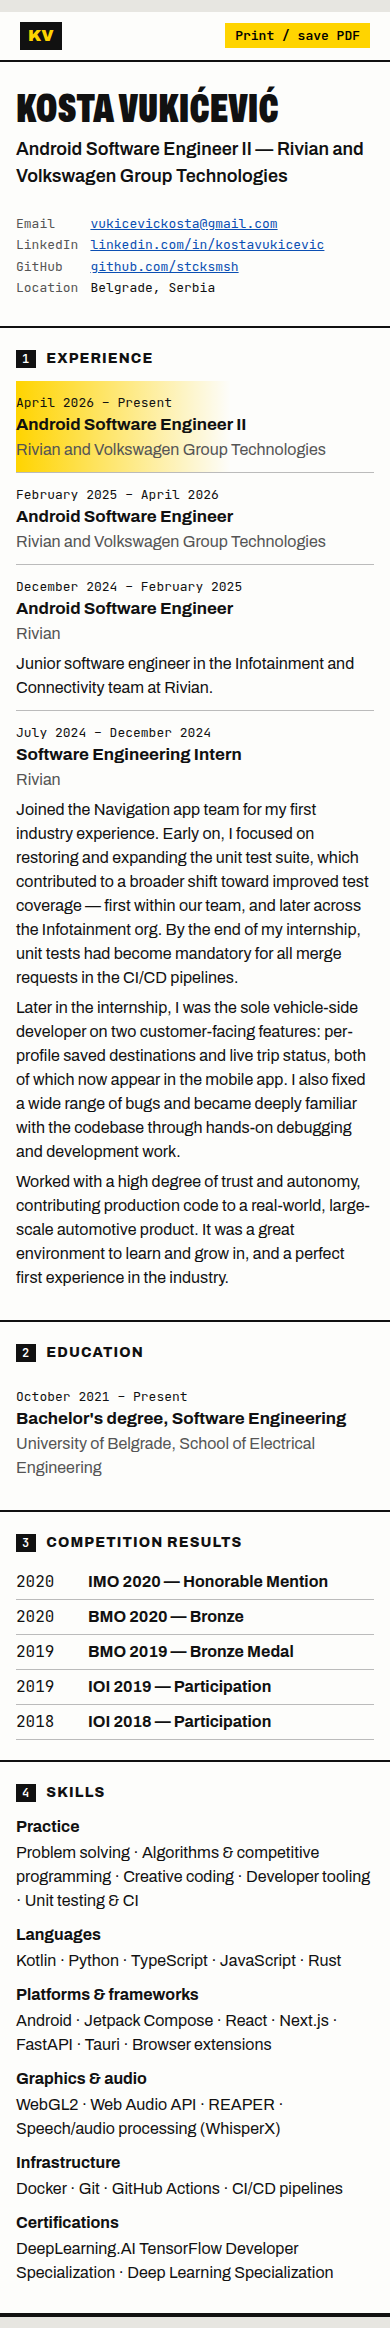 KV
Print / save PDF
KOSTA VUKIĆEVIĆ
Android Software Engineer II — Rivian and
Volkswagen Group Technologies
Email vukicevickosta@gmail.com
LinkedIn linkedin.com/in/kostavukicevic
GitHub github.com/stcksmsh
Location Belgrade, Serbia
1 EXPERIENCE
April 2026 – Present
Android Software Engineer II
Rivian and Volkswagen Group Technologies
February 2025 – April 2026
Android Software Engineer
Rivian and Volkswagen Group Technologies
December 2024 – February 2025
Android Software Engineer
Rivian
Junior software engineer in the Infotainment and
Connectivity team at Rivian.
July 2024 – December 2024
Software Engineering Intern
Rivian
Joined the Navigation app team for my first
industry experience. Early on, I focused on
restoring and expanding the unit test suite, which
contributed to a broader shift toward improved test
coverage — first within our team, and later across
the Infotainment org. By the end of my internship,
unit tests had become mandatory for all merge
requests in the CI/CD pipelines.
Later in the internship, I was the sole vehicle-side
developer on two customer-facing features: per-
profile saved destinations and live trip status, both
of which now appear in the mobile app. I also fixed
a wide range of bugs and became deeply familiar
with the codebase through hands-on debugging
and development work.
Worked with a high degree of trust and autonomy,
contributing production code to a real-world, large-
scale automotive product. It was a great
environment to learn and grow in, and a perfect
first experience in the industry.
2 EDUCATION
October 2021 – Present
Bachelor's degree, Software Engineering
University of Belgrade, School of Electrical
Engineering
3 COMPETITION RESULTS
2020 IMO 2020 — Honorable Mention
2020 BMO 2020 — Bronze
2019 BMO 2019 — Bronze Medal
2019 IOI 2019 — Participation
2018 IOI 2018 — Participation
4 SKILLS
Practice
Problem solving · Algorithms & competitive
programming · Creative coding · Developer tooling
· Unit testing & CI
Languages
Kotlin · Python · TypeScript · JavaScript · Rust
Platforms & frameworks
Android · Jetpack Compose · React · Next.js ·
FastAPI · Tauri · Browser extensions
Graphics & audio
WebGL2 · Web Audio API · REAPER ·
Speech/audio processing (WhisperX)
Infrastructure
Docker · Git · GitHub Actions · CI/CD pipelines
Certifications
DeepLearning.AI TensorFlow Developer
Specialization · Deep Learning Specialization